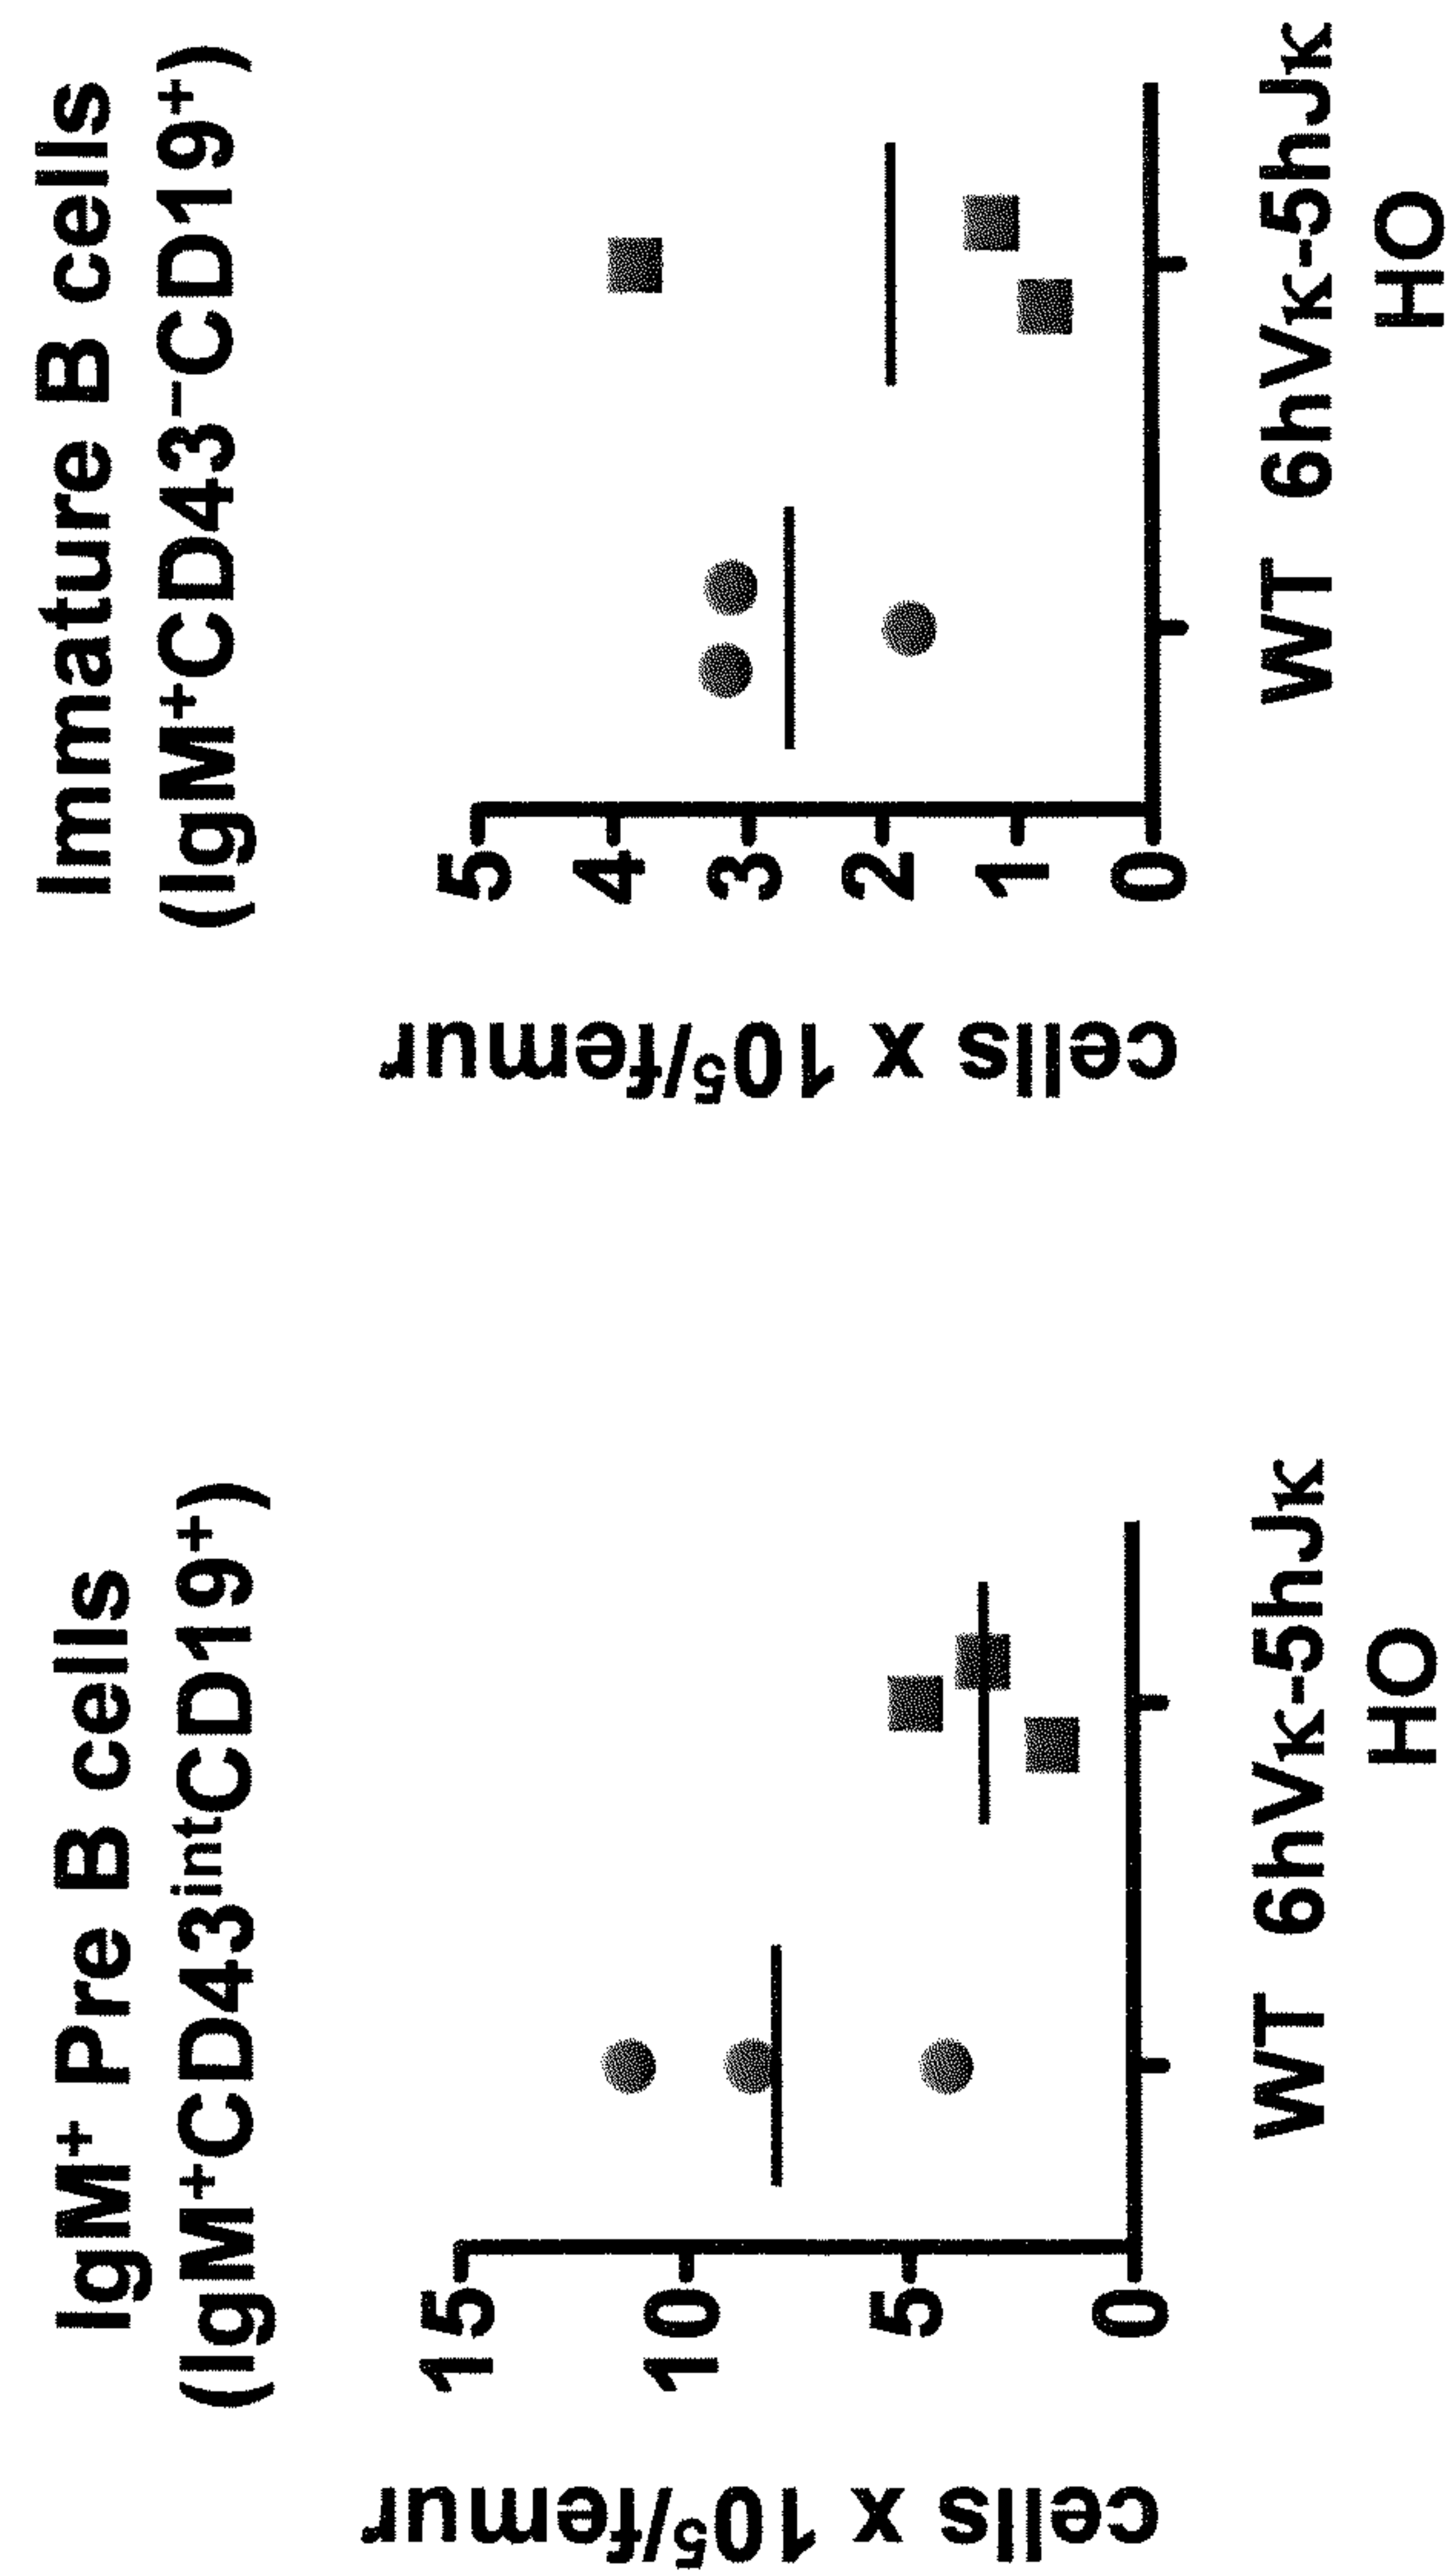 IgM⁺ Pre B cells
(IgM⁺CD43ⁱⁿᵗCD19⁺)
cells x 10⁵/femur
15
10
5
0
WT 6hVκ-5hJκ
HO
Immature B cells
(IgM⁺CD43⁻CD19⁺)
cells x 10⁵/femur
5
4
3
2
1
0
WT 6hVκ-5hJκ
HO